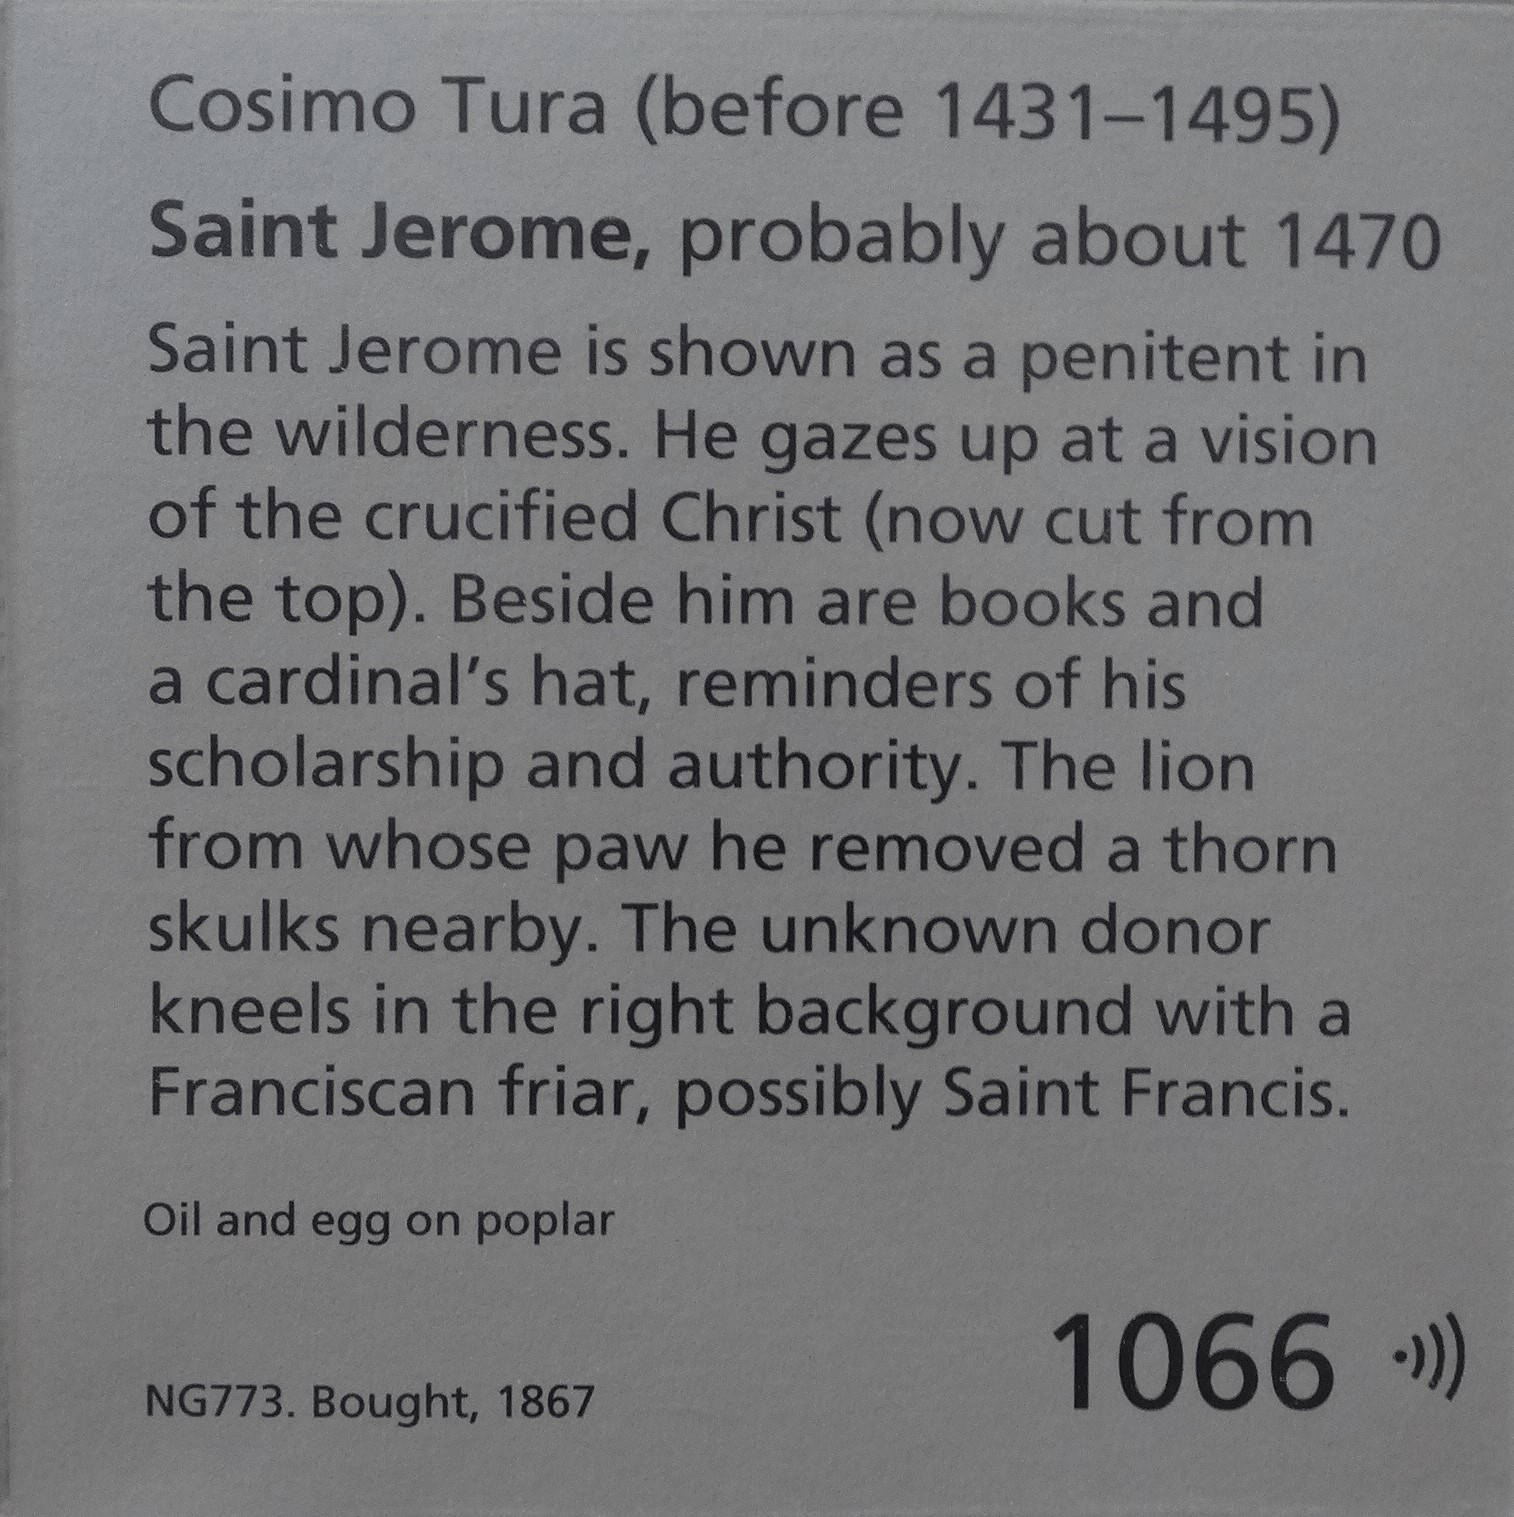 Cosimo Tura (before 1431–1495)
Saint Jerome, probably about 1470
Saint Jerome is shown as a penitent in
the wilderness. He gazes up at a vision
of the crucified Christ (now cut from
the top). Beside him are books and
a cardinal’s hat, reminders of his
scholarship and authority. The lion
from whose paw he removed a thorn
skulks nearby. The unknown donor
kneels in the right background with a
Franciscan friar, possibly Saint Francis.
Oil and egg on poplar
NG773. Bought, 1867
1066